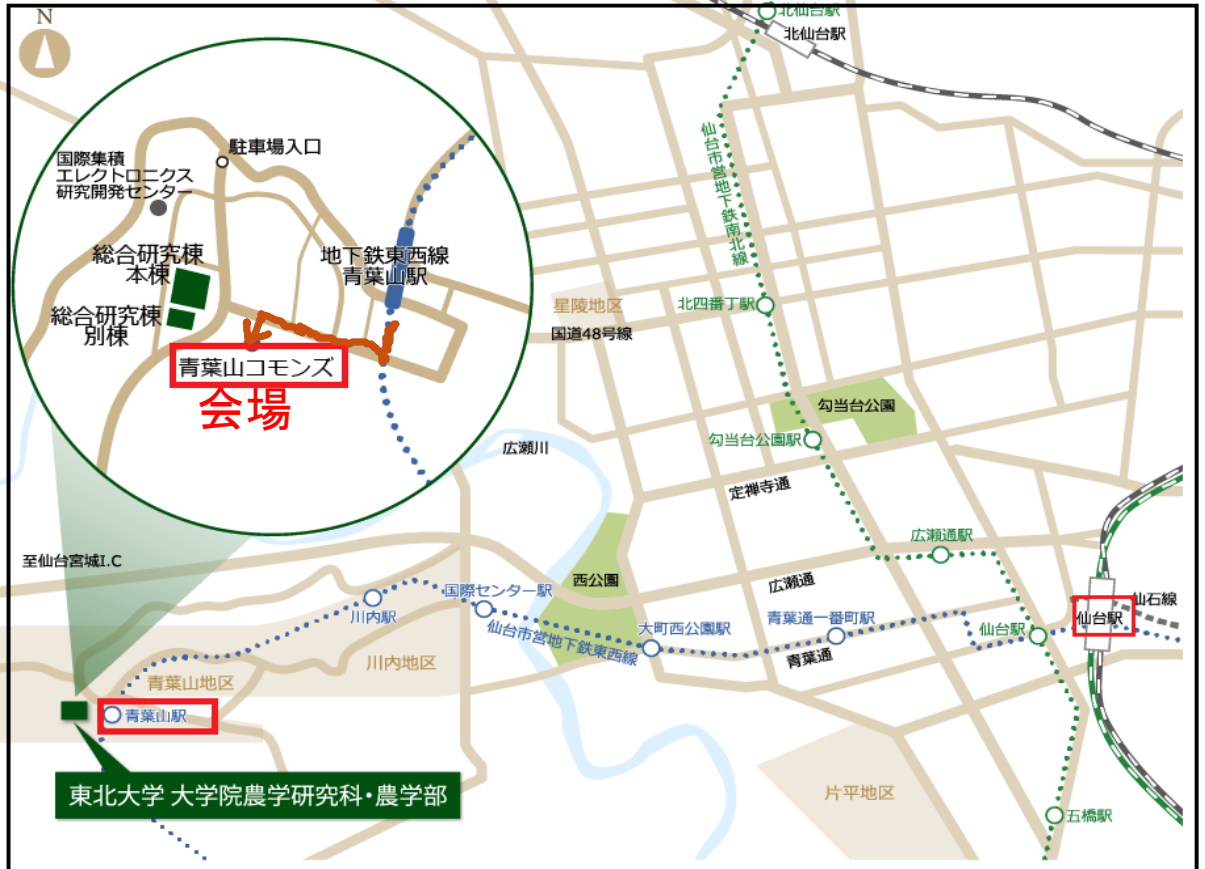 N
北仙台駅
北仙台駅
仙台市営地下鉄南北線
駐車場入口
国際集積
エレクトロニクス
研究開発センター
総合研究棟
本棟
地下鉄東西線
青葉山駅
総合研究棟
別棟
青葉山コモンズ
会場
星陵地区
北四番丁駅
国道48号線
勾当台公園
勾当台公園駅
広瀬川
定禅寺通
広瀬通駅
至仙台宮城I.C
西公園
広瀬通
国際センター駅
川内駅
仙石線
仙台駅
青葉通一番町駅
大町西公園駅
仙台駅
仙台市営地下鉄東西線
青葉通
川内地区
青葉山地区
青葉山駅
東北大学 大学院農学研究科・農学部
片平地区
五橋駅